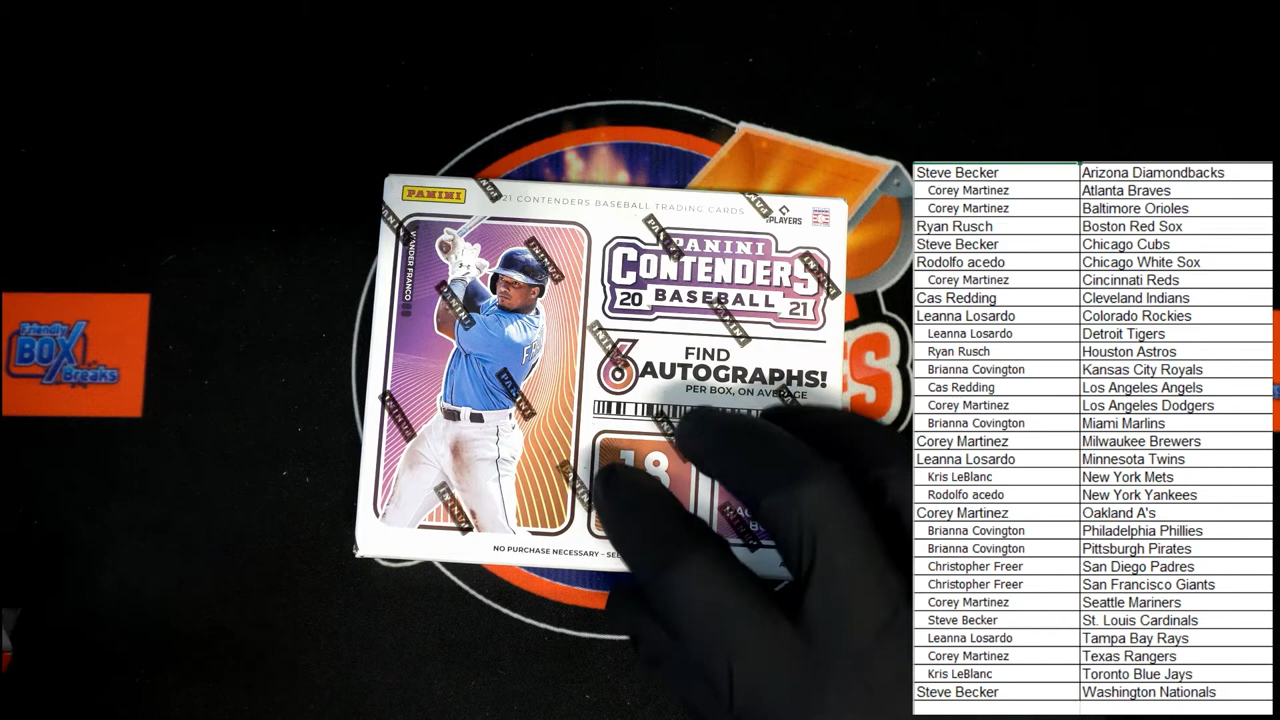 Friendly
BOX
Breaks
PANINI
21 CONTENDERS BASEBALL TRADING CARDS
PLAYERS
WANDER FRANCO
PANINI
CONTENDERS
20 BASEBALL 21
FIND
6 AUTOGRAPHS!
PER BOX, ON AVERAGE
18
NO PURCHASE NECESSARY - SE
Steve Becker Arizona Diamondbacks
Corey Martinez Atlanta Braves
Corey Martinez Baltimore Orioles
Ryan Rusch Boston Red Sox
Steve Becker Chicago Cubs
Rodolfo acedo Chicago White Sox
Corey Martinez Cincinnati Reds
Cas Redding Cleveland Indians
Leanna Losardo Colorado Rockies
Leanna Losardo Detroit Tigers
Ryan Rusch Houston Astros
Brianna Covington Kansas City Royals
Cas Redding Los Angeles Angels
Corey Martinez Los Angeles Dodgers
Brianna Covington Miami Marlins
Corey Martinez Milwaukee Brewers
Leanna Losardo Minnesota Twins
Kris LeBlanc New York Mets
Rodolfo acedo New York Yankees
Corey Martinez Oakland A's
Brianna Covington Philadelphia Phillies
Brianna Covington Pittsburgh Pirates
Christopher Freer San Diego Padres
Christopher Freer San Francisco Giants
Corey Martinez Seattle Mariners
Steve Becker St. Louis Cardinals
Leanna Losardo Tampa Bay Rays
Corey Martinez Texas Rangers
Kris LeBlanc Toronto Blue Jays
Steve Becker Washington Nationals